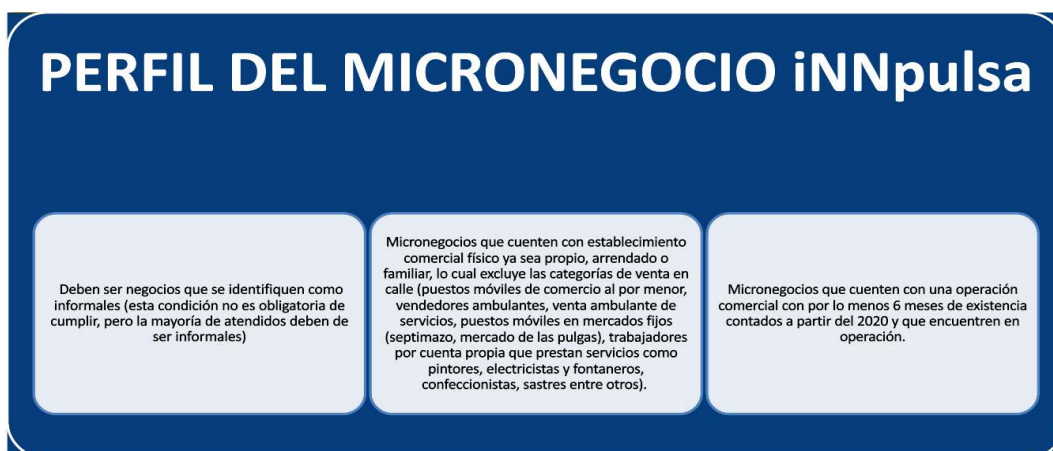 PERFIL DEL MICRONEGOCIO iNNpulsa
Deben ser negocios que se identifiquen como
informales (esta condición no es obligatoria de
cumplir, pero la mayoría de atendidos deben de
ser informales)
Micronegocios que cuenten con establecimiento
comercial físico ya sea propio, arrendado o
familiar, lo cual excluye las categorías de venta en
calle (puestos móviles de comercio al por menor,
vendedores ambulantes, venta ambulante de
servicios, puestos móviles en mercados fijos
(septimazo, mercado de las pulgas), trabajadores
por cuenta propia que prestan servicios como
pintores, electricistas y fontaneros,
confeccionistas, sastres entre otros).
Micronegocios que cuenten con una operación
comercial con por lo menos 6 meses de existencia
contados a partir del 2020 y que encuentren en
operación.